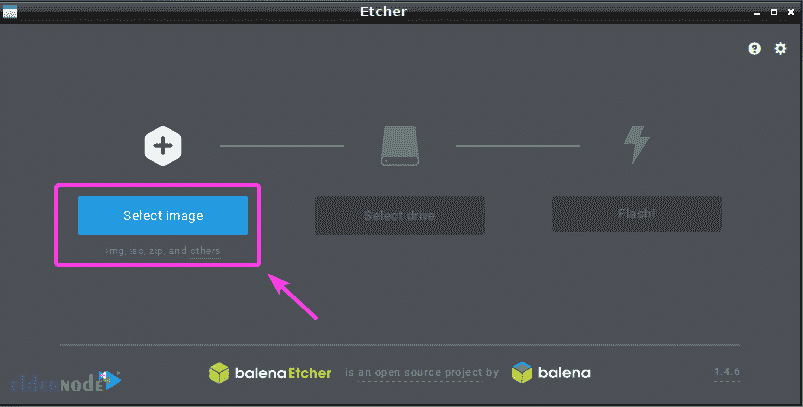 Etcher
Select image
Select drive
Flash!
img, iso, zip, and others
balenaEtcher is an open source project by balena
1.4.6
NODE